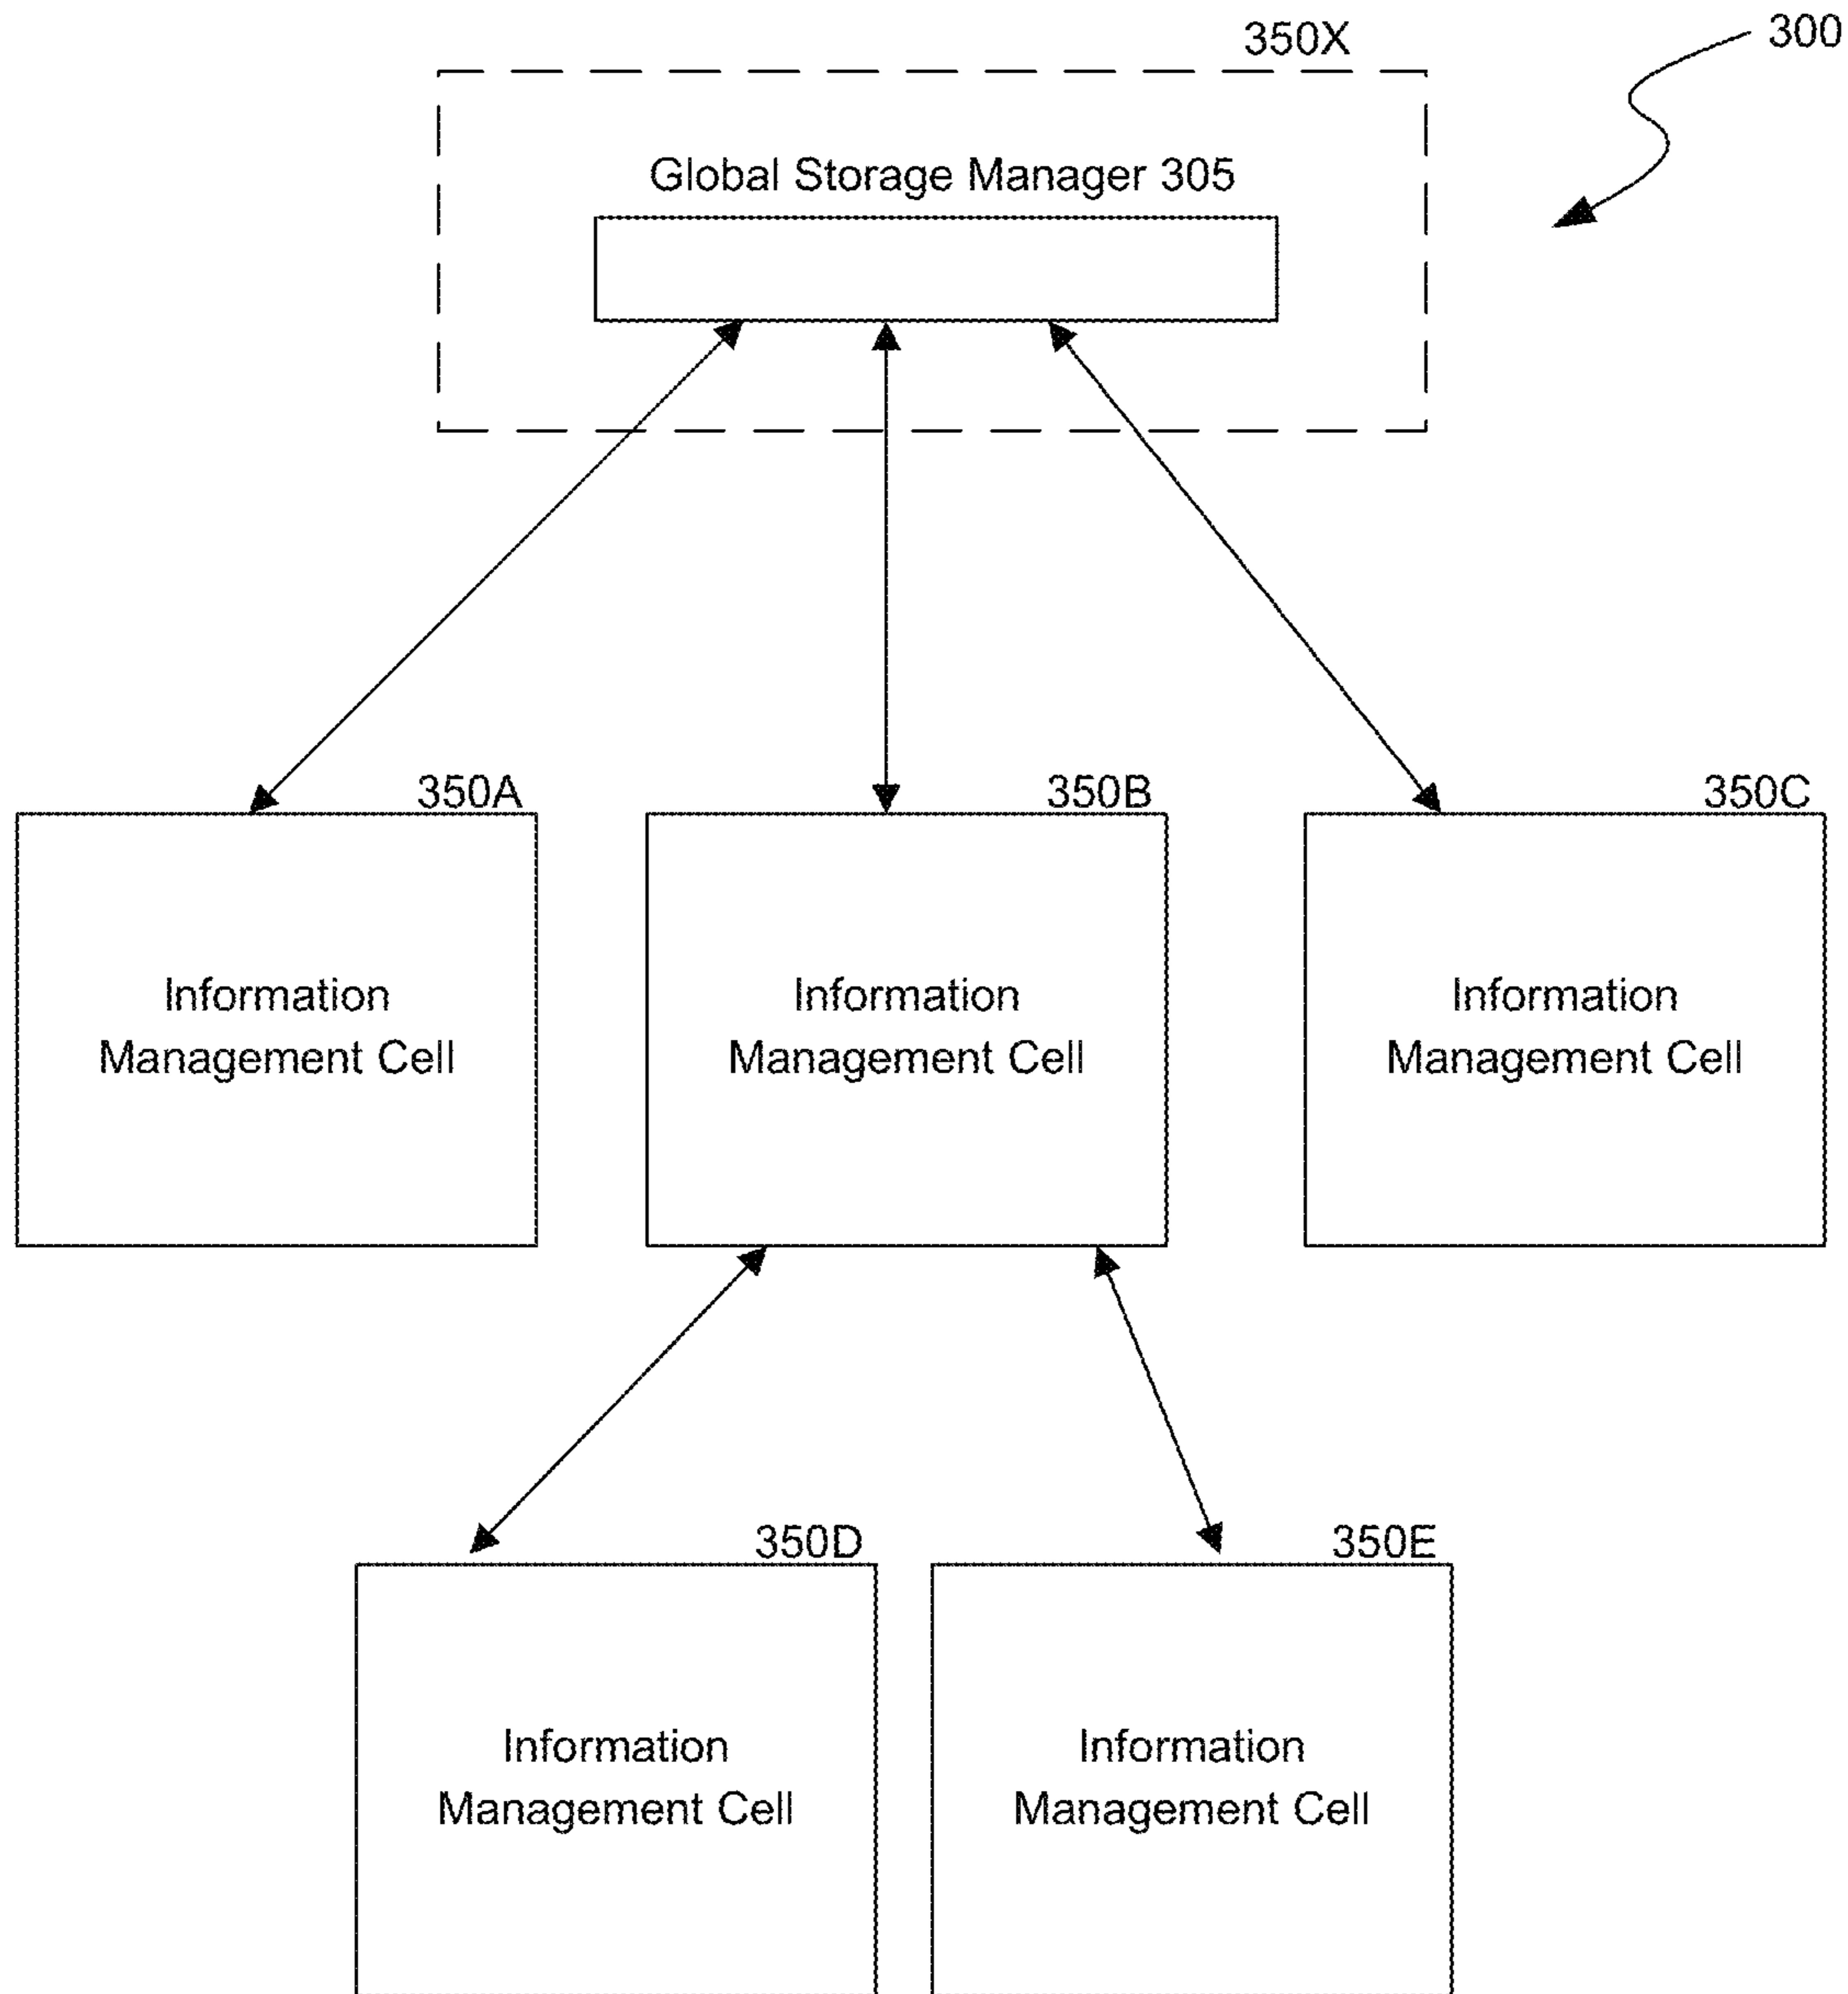 350X
300
Global Storage Manager 305
350A
350B
350C
Information
Management Cell
Information
Management Cell
Information
Management Cell
350D
350E
Information
Management Cell
Information
Management Cell